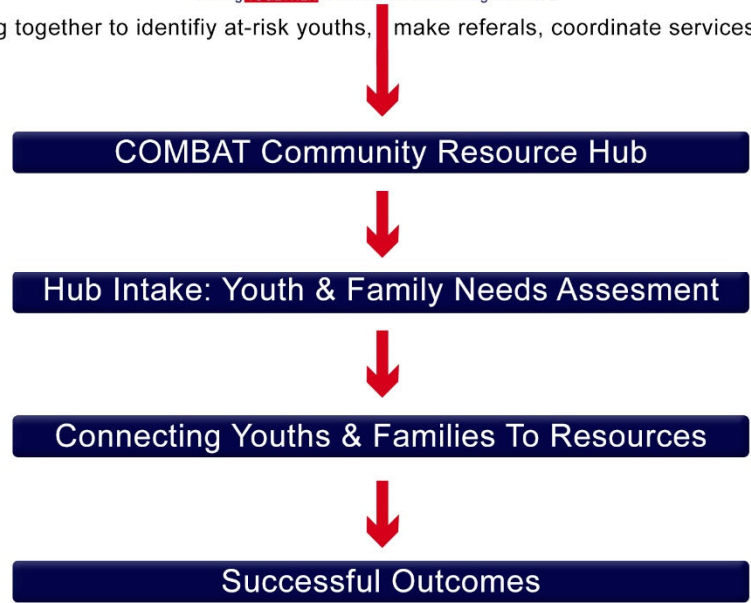 g together to identifiy at-risk youths, make referrals, coordinate services
COMBAT Community Resource Hub
Hub Intake: Youth & Family Needs Assesment
Connecting Youths & Families To Resources
Successful Outcomes